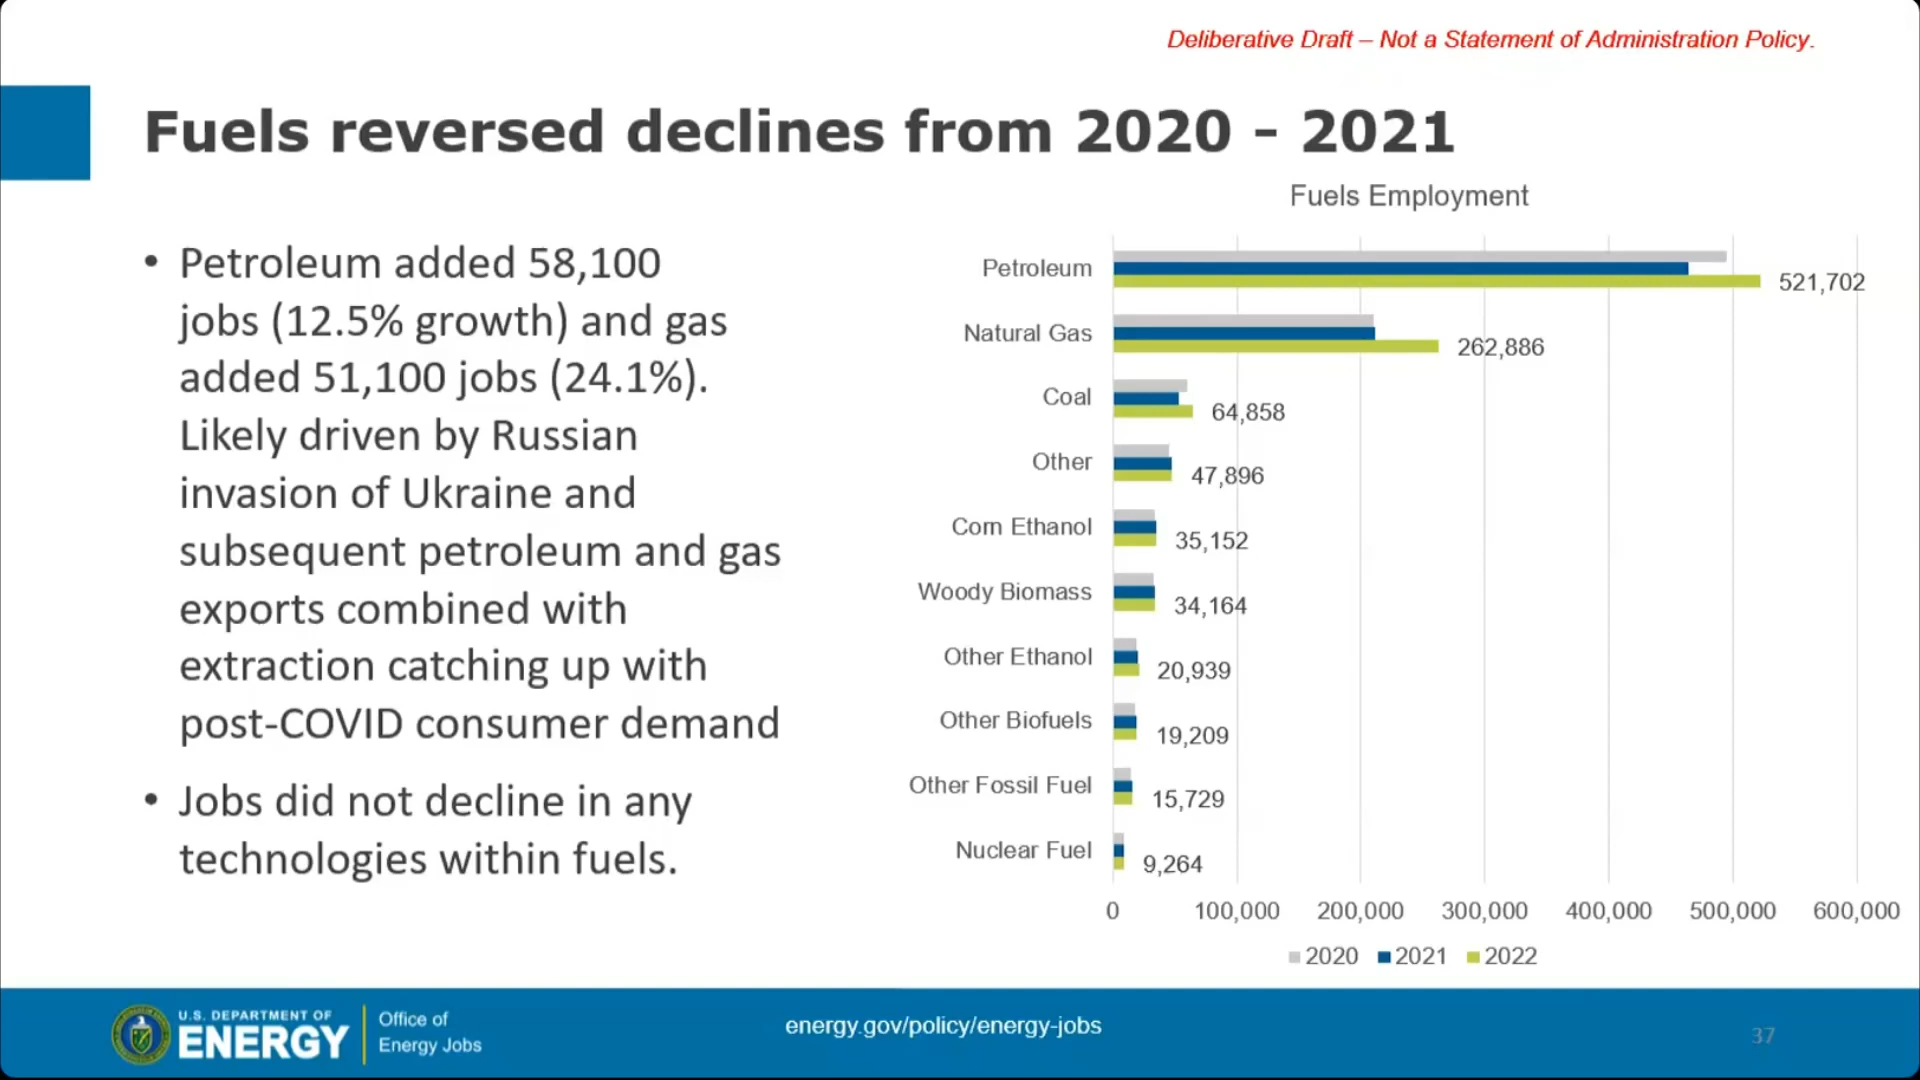 Deliberative Draft – Not a Statement of Administration Policy.
Fuels reversed declines from 2020 - 2021
• Petroleum added 58,100
jobs (12.5% growth) and gas
added 51,100 jobs (24.1%).
Likely driven by Russian
invasion of Ukraine and
subsequent petroleum and gas
exports combined with
extraction catching up with
post-COVID consumer demand
• Jobs did not decline in any
technologies within fuels.
Fuels Employment
Petroleum 521,702
Natural Gas 262,886
Coal 64,858
Other 47,896
Corn Ethanol 35,152
Woody Biomass 34,164
Other Ethanol 20,939
Other Biofuels 19,209
Other Fossil Fuel 15,729
Nuclear Fuel 9,264
0 100,000 200,000 300,000 400,000 500,000 600,000
2020 2021 2022
U.S. DEPARTMENT OF
ENERGY
Office of
Energy Jobs
energy.gov/policy/energy-jobs
37